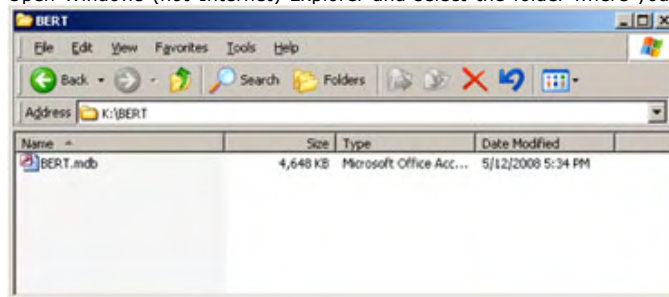 Open Windows (not Internet) Explorer and select the folder where you
BERT
File Edit View Favorites Tools Help
Back Search Folders
Address K:\BERT
Name Size Type Date Modified
BERT.mdb 4,648 KB Microsoft Office Acc... 5/12/2008 5:34 PM